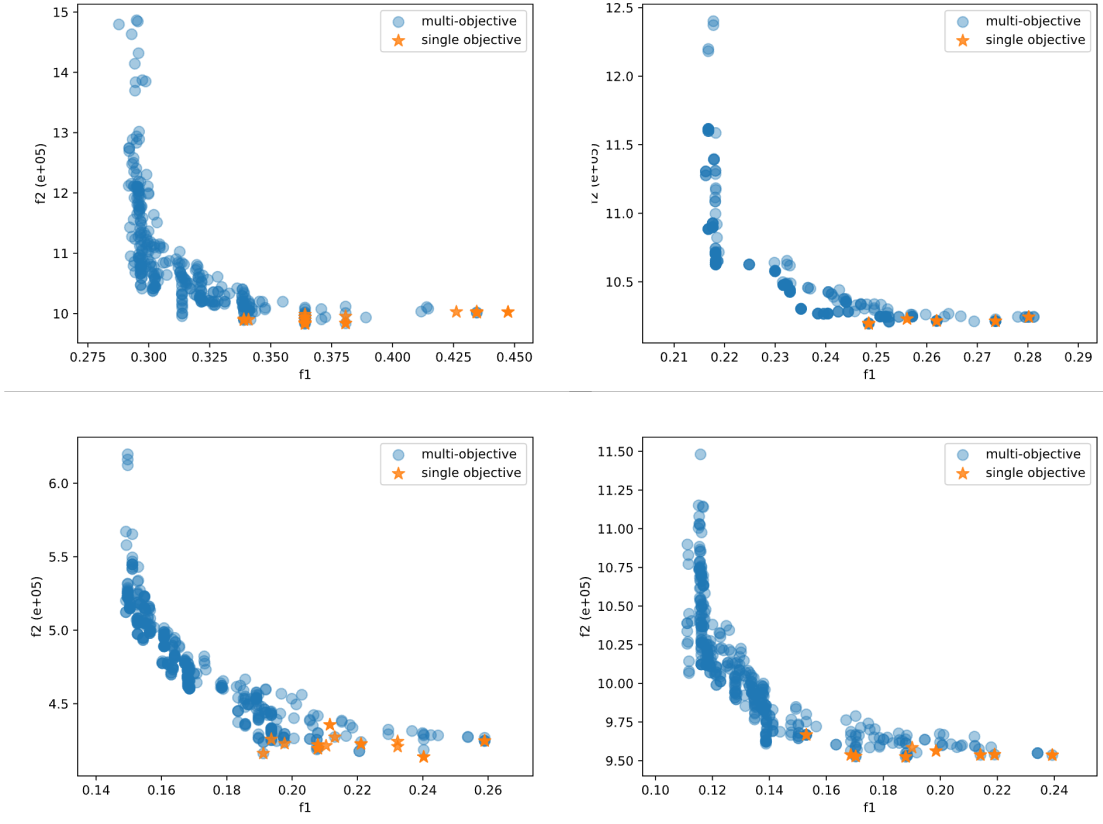 15
14
13
12
11
10
f2 (e+05)
0.275 0.300 0.325 0.350 0.375 0.400 0.425 0.450
f1
multi-objective
single objective
12.5
12.0
11.5
11.0
10.5
(e+05)
0.21 0.22 0.23 0.24 0.25 0.26 0.27 0.28 0.29
f1
multi-objective
single objective
6.0
5.5
5.0
4.5
f2 (e+05)
0.14 0.16 0.18 0.20 0.22 0.24 0.26
f1
multi-objective
single objective
11.50
11.25
11.00
10.75
10.50
10.25
10.00
9.75
9.50
f2 (e+05)
0.10 0.12 0.14 0.16 0.18 0.20 0.22 0.24
f1
multi-objective
single objective